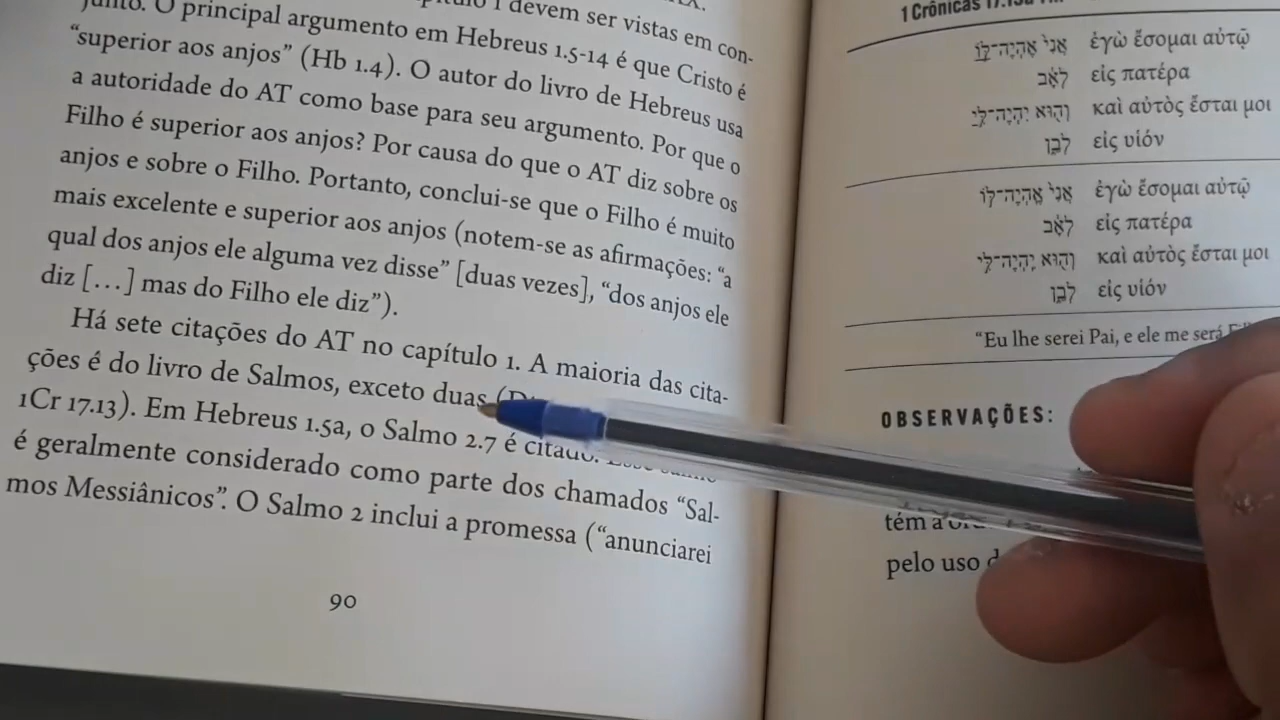 junto. O principal argumento em Hebreus 1.5-14 é que Cristo é
devem ser vistas em con-
“superior aos anjos” (Hb 1.4). O autor do livro de Hebreus usa
a autoridade do AT como base para seu argumento. Por que o
Filho é superior aos anjos? Por causa do que o AT diz sobre os
anjos e sobre o Filho. Portanto, conclui-se que o Filho é muito
mais excelente e superior aos anjos (notem-se as afirmações: “a
qual dos anjos ele alguma vez disse” [duas vezes], “dos anjos ele
diz […] mas do Filho ele diz”).
Há sete citações do AT no capítulo 1. A maioria das cita-
ções é do livro de Salmos, exceto duas
1Cr 17.13). Em Hebreus 1.5a, o Salmo 2.7 é citado.
é geralmente considerado como parte dos chamados “Sal-
mos Messiânicos”. O Salmo 2 inclui a promessa (“anunciarei
90
1 Crônicas
אֲנִי֙ אֶהְיֶה־לּ֣וֹ ἐγὼ ἔσομαι αὐτῷ
לְאָ֔ב εἰς πατέρα
וְה֖וּא יִֽהְיֶה־לִּ֣י καὶ αὐτὸς ἔσται μοι
לְבֵ֑ן εἰς υἱόν
אֲנִי֙ אֶהְיֶה־לּ֣וֹ ἐγὼ ἔσομαι αὐτῷ
לְאָ֔ב εἰς πατέρα
וְה֖וּא יִֽהְיֶה־לִּ֣י καὶ αὐτὸς ἔσται μοι
לְבֵ֑ן εἰς υἱόν
“Eu lhe serei Pai, e ele me será
OBSERVAÇÕES:
tém a
pelo uso